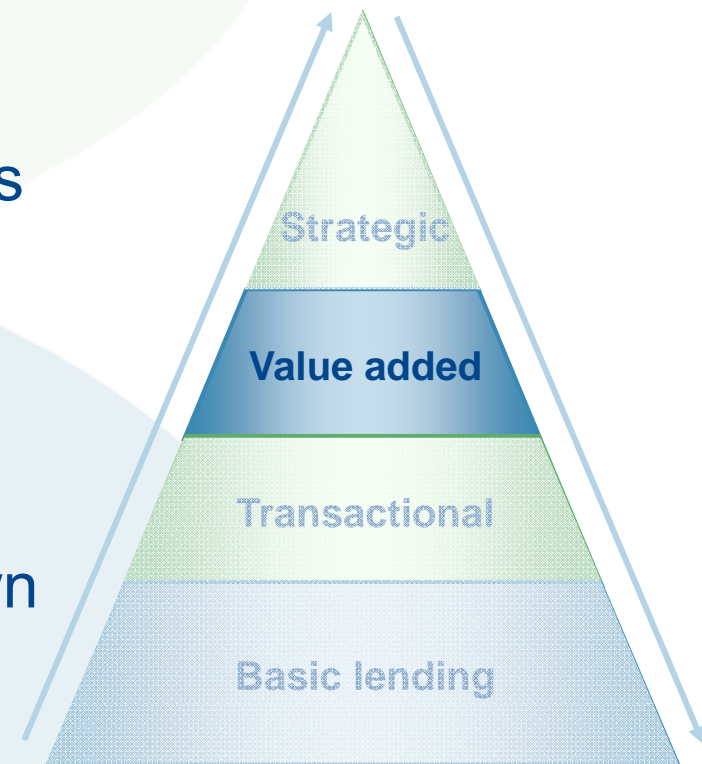 s
Strategic
Value added
Transactional
n
Basic lending